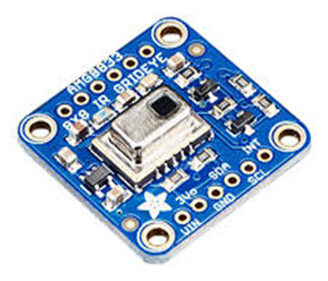 AMG8833
8x8 IR GRIDEYE
VIN
3Vo
GND
SDA
SCL
INT